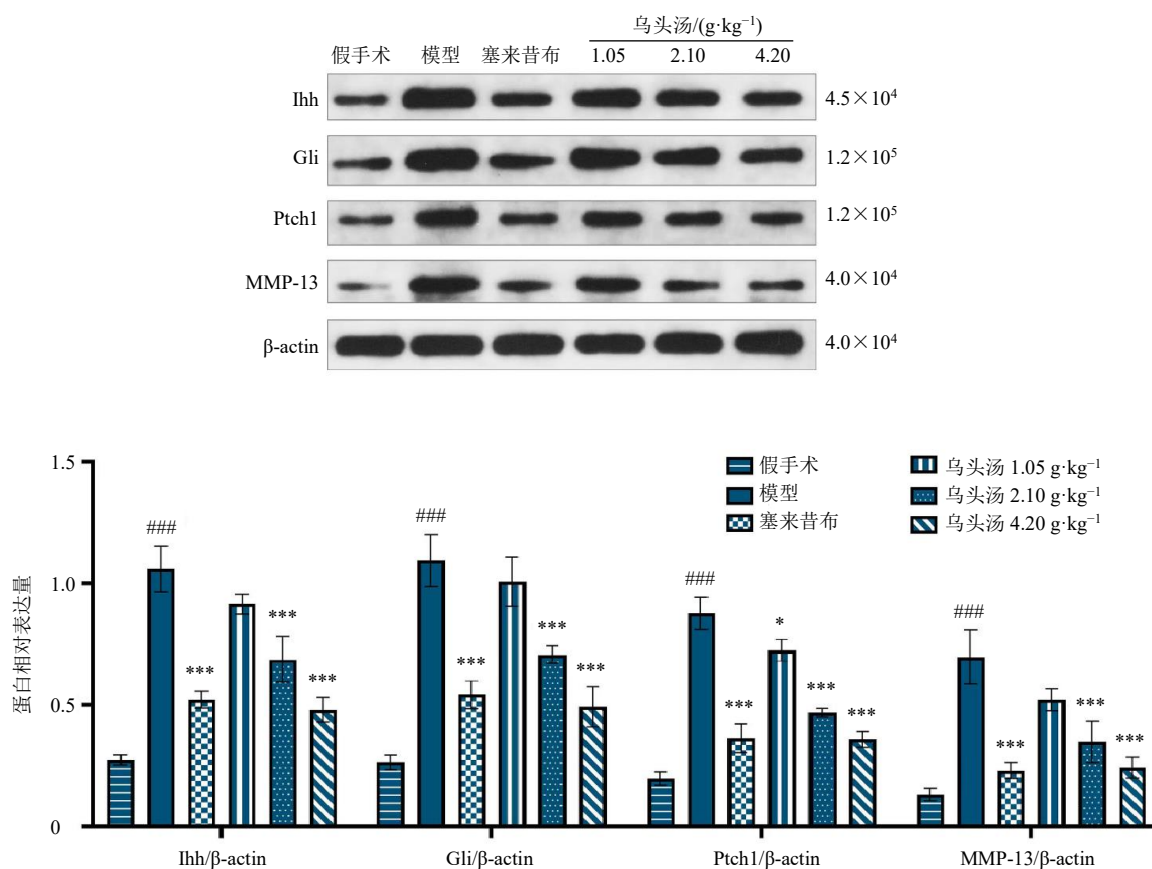 乌头汤/(g·kg⁻¹)
假手术 模型 塞来昔布 1.05 2.10 4.20
Ihh 4.5×10⁴
Gli 1.2×10⁵
Ptch1 1.2×10⁵
MMP-13 4.0×10⁴
β-actin 4.0×10⁴
蛋白相对表达量
1.5
1.0
0.5
0
假手术
模型
塞来昔布
乌头汤 1.05 g·kg⁻¹
乌头汤 2.10 g·kg⁻¹
乌头汤 4.20 g·kg⁻¹
### *** *** ***
### *** *** ***
### *** * *** ***
### *** *** ***
Ihh/β-actin Gli/β-actin Ptch1/β-actin MMP-13/β-actin